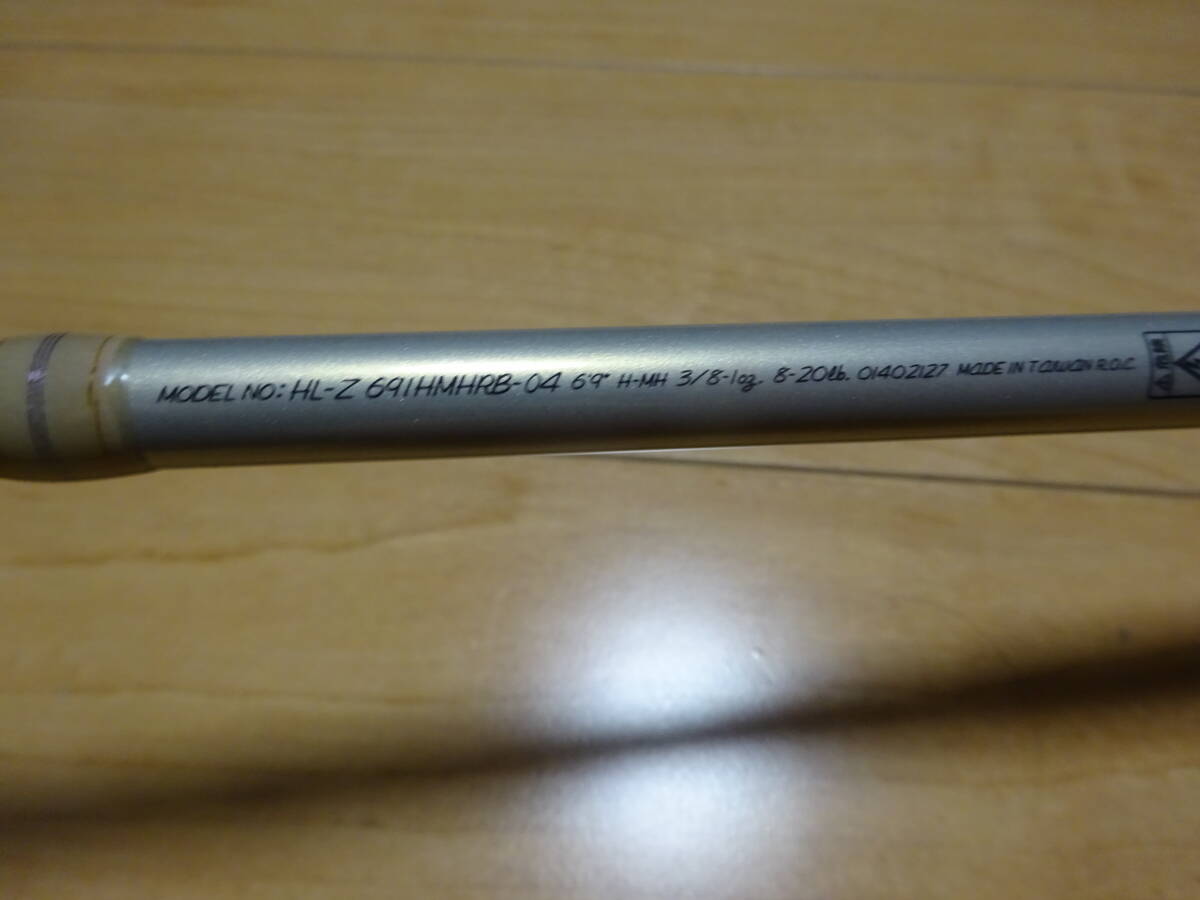 MODEL NO: HL-Z 691HMHRB-04 6'9" H-MH 3/8-1oz. 8-20lb. 01402127 MADE IN TAIWAN R.O.C